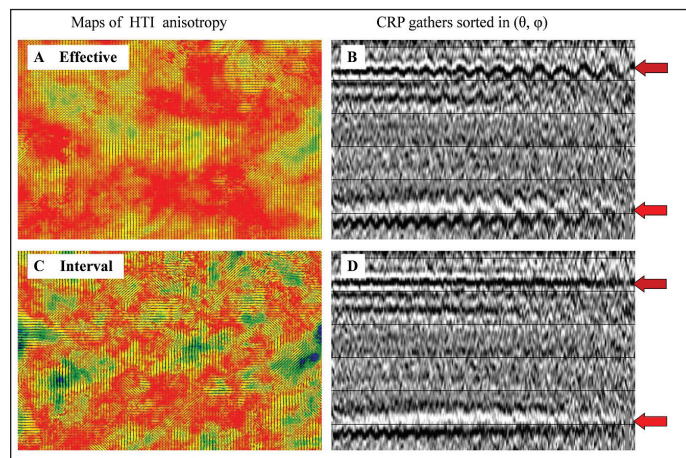 Maps of HTI anisotropy
CRP gathers sorted in (θ, φ)
A Effective
B
C Interval
D